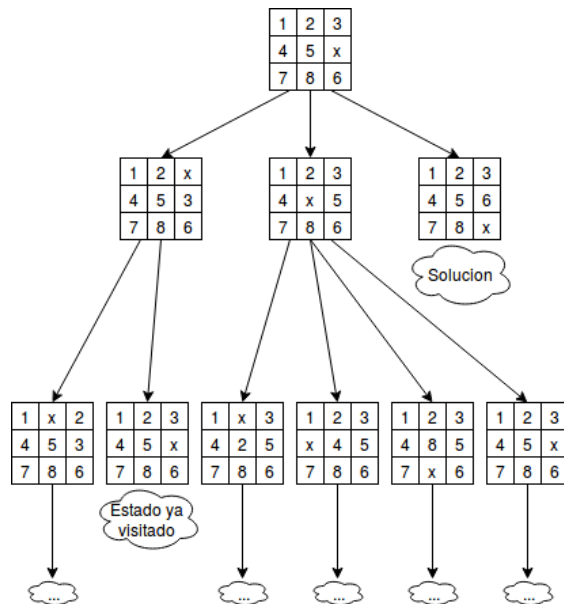 1 2 3
4 5 x
7 8 6
1 2 x
4 5 3
7 8 6
1 2 3
4 x 5
7 8 6
1 2 3
4 5 6
7 8 x
Solucion
1 x 2
4 5 3
7 8 6
1 2 3
4 5 x
7 8 6
Estado ya
visitado
1 x 3
4 2 5
7 8 6
1 2 3
x 4 5
7 8 6
1 2 3
4 8 5
7 x 6
1 2 3
4 5 x
7 8 6
...
...
...
...
...